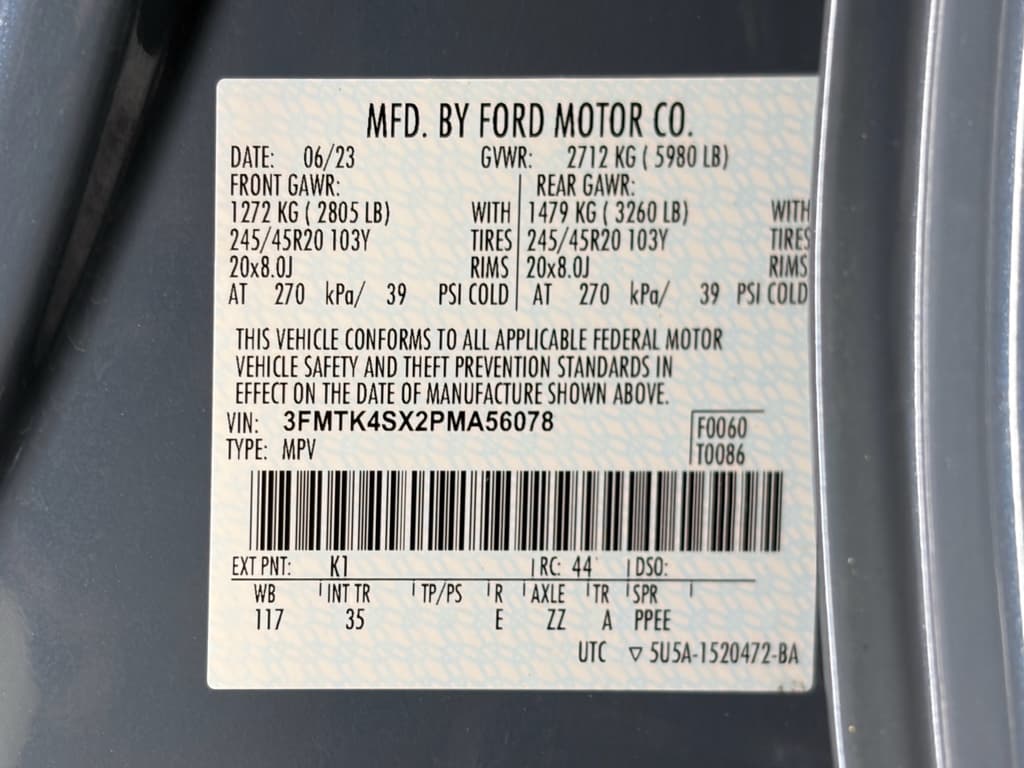 MFD. BY FORD MOTOR CO.
DATE: 06/23 GVWR: 2712 KG ( 5980 LB)
FRONT GAWR: REAR GAWR:
1272 KG ( 2805 LB) WITH 1479 KG ( 3260 LB) WITH
245/45R20 103Y TIRES 245/45R20 103Y TIRES
20x8.0J RIMS 20x8.0J RIMS
AT 270 kPa/ 39 PSI COLD AT 270 kPa/ 39 PSI COLD
THIS VEHICLE CONFORMS TO ALL APPLICABLE FEDERAL MOTOR
VEHICLE SAFETY AND THEFT PREVENTION STANDARDS IN
EFFECT ON THE DATE OF MANUFACTURE SHOWN ABOVE.
VIN: 3FMTK4SX2PMA56078 F0060
TYPE: MPV T0086
EXT PNT: K1 RC: 44 DSO:
WB INT TR TP/PS R AXLE TR SPR
117 35 E ZZ A PPEE
UTC ▽ 5U5A-1520472-BA